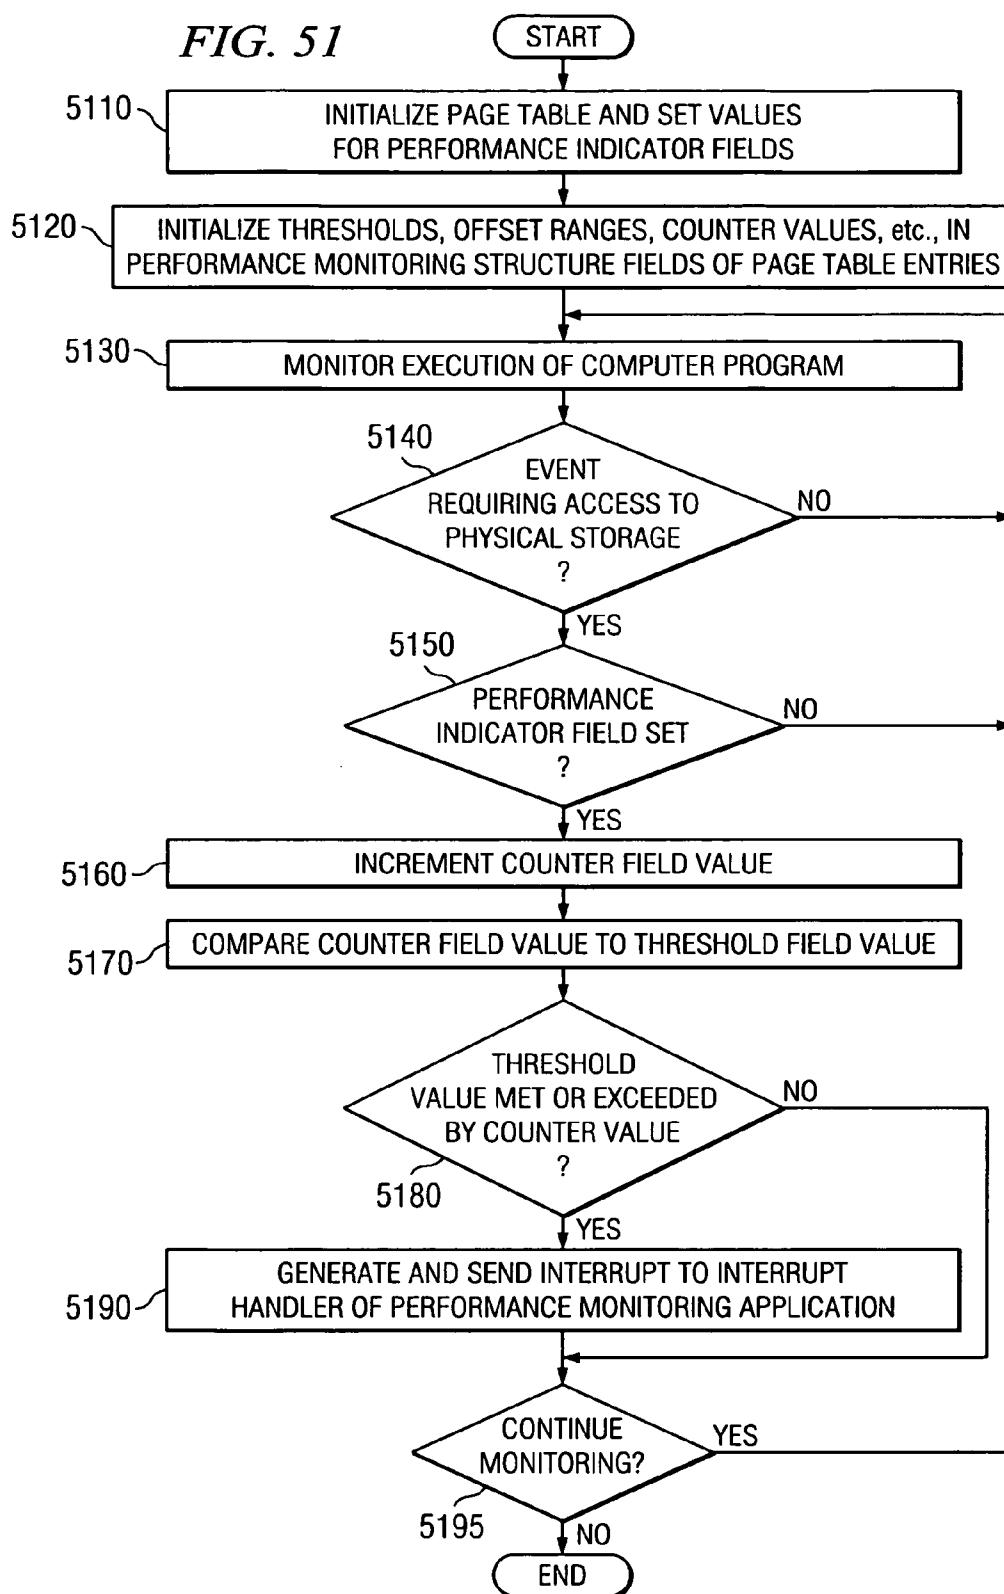 FIG. 51
START
5110
INITIALIZE PAGE TABLE AND SET VALUES
FOR PERFORMANCE INDICATOR FIELDS
5120
INITIALIZE THRESHOLDS, OFFSET RANGES, COUNTER VALUES, etc., IN
PERFORMANCE MONITORING STRUCTURE FIELDS OF PAGE TABLE ENTRIES
5130
MONITOR EXECUTION OF COMPUTER PROGRAM
5140
EVENT
REQUIRING ACCESS TO
PHYSICAL STORAGE
?
NO
YES
5150
PERFORMANCE
INDICATOR FIELD SET
?
NO
YES
5160
INCREMENT COUNTER FIELD VALUE
5170
COMPARE COUNTER FIELD VALUE TO THRESHOLD FIELD VALUE
THRESHOLD
VALUE MET OR EXCEEDED
BY COUNTER VALUE
?
NO
5180
YES
5190
GENERATE AND SEND INTERRUPT TO INTERRUPT
HANDLER OF PERFORMANCE MONITORING APPLICATION
CONTINUE
MONITORING?
YES
5195
NO
END